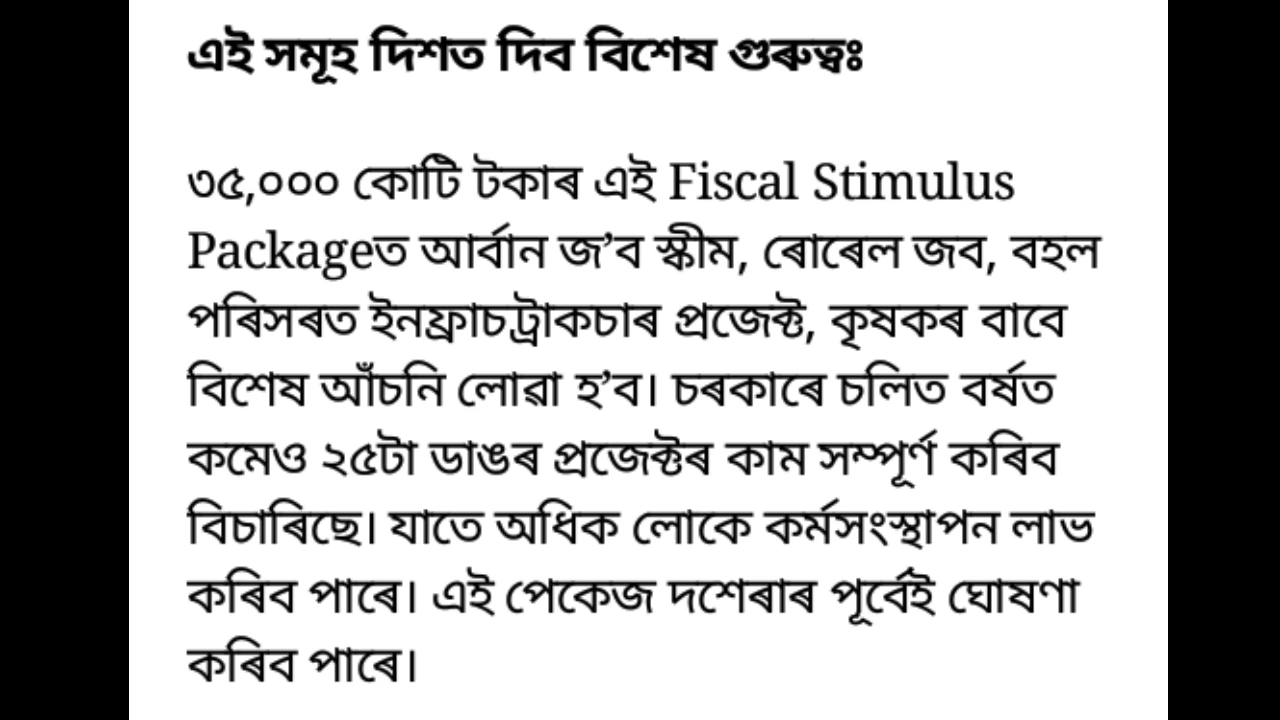 এই সমূহ দিশত দিব বিশেষ গুৰুত্বঃ
৩৫,০০০ কোটি টকাৰ এই Fiscal Stimulus
Packageত আৰ্বান জ’ব স্কীম, ৰোৰেল জব, বহল
পৰিসৰত ইনফ্ৰাচট্ৰাকচাৰ প্ৰজেক্ট, কৃষকৰ বাবে
বিশেষ আঁচনি লোৱা হ’ব। চৰকাৰে চলিত বৰ্ষত
কমেও ২৫টা ডাঙৰ প্ৰজেক্টৰ কাম সম্পূৰ্ণ কৰিব
বিচাৰিছে। যাতে অধিক লোকে কৰ্মসংস্থাপন লাভ
কৰিব পাৰে। এই পেকেজ দশেৰাৰ পূৰ্বেই ঘোষণা
কৰিব পাৰে।